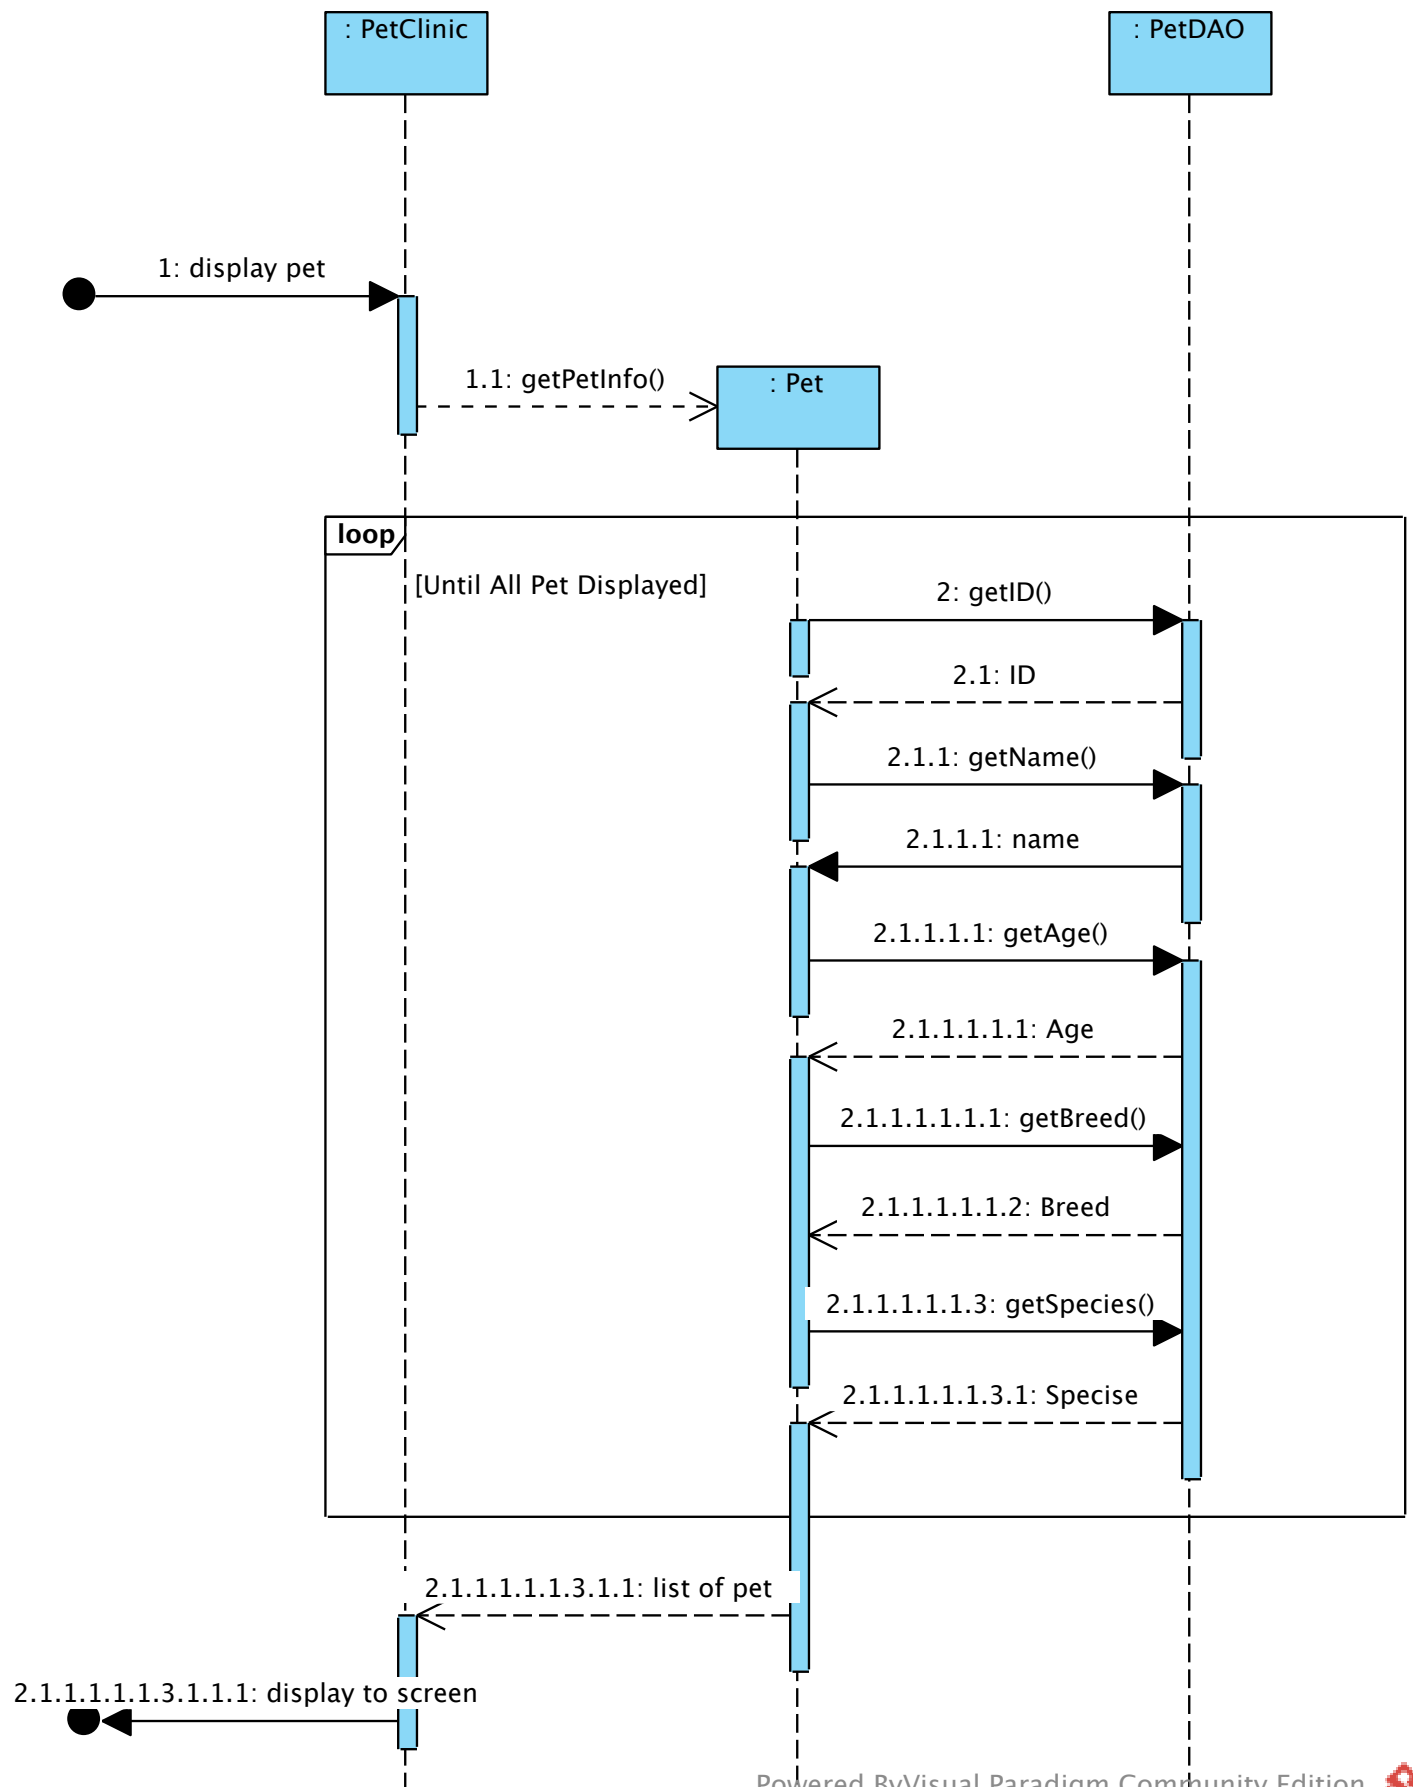 : PetClinic
: PetDAO
1: display pet
1.1: getPetInfo()
: Pet
loop
[Until All Pet Displayed]
2: getID()
2.1: ID
2.1.1: getName()
2.1.1.1: name
2.1.1.1.1: getAge()
2.1.1.1.1.1: Age
2.1.1.1.1.1.1: getBreed()
2.1.1.1.1.1.2: Breed
2.1.1.1.1.1.3: getSpecies()
2.1.1.1.1.1.3.1: Specise
2.1.1.1.1.1.3.1.1: list of pet
2.1.1.1.1.1.3.1.1.1: display to screen
Powered ByVisual Paradigm Community Edition